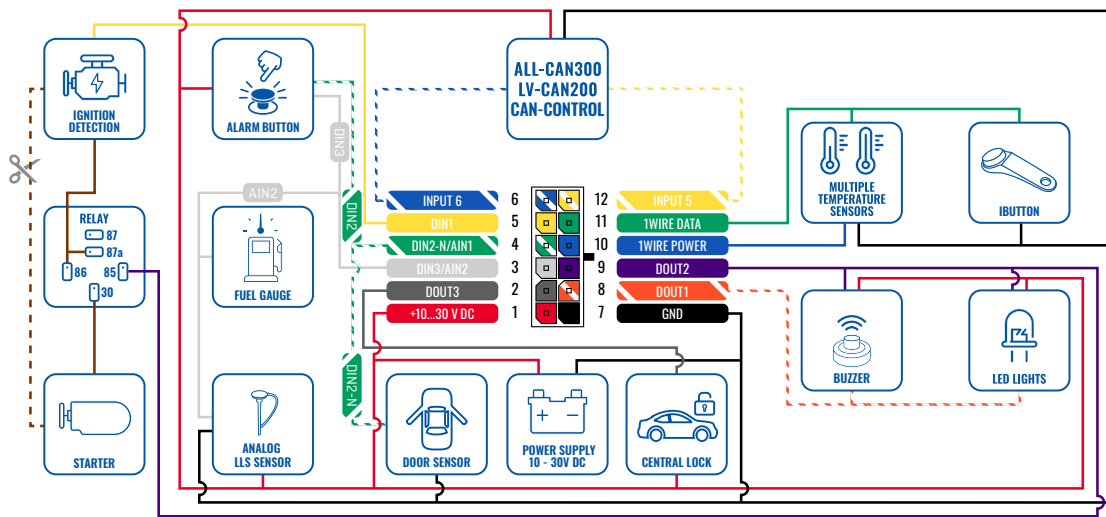 ALL-CAN300
LV-CAN200
CAN-CONTROL
IGNITION
DETECTION
ALARM BUTTON
DIN3
AIN2
DIN2
MULTIPLE
TEMPERATURE
SENSORS
IBUTTON
INPUT 6 6 12 INPUT 5
DIN1 5 11 1WIRE DATA
DIN2-N/AIN1 4 10 1WIRE POWER
DIN3/AIN2 3 9 DOUT2
DOUT3 2 8 DOUT1
+10...30 V DC 1 7 GND
RELAY
87
87a
86 85
30
FUEL GAUGE
BUZZER
LED LIGHTS
DIN2-N
STARTER
ANALOG
LLS SENSOR
DOOR SENSOR
POWER SUPPLY
10 - 30V DC
CENTRAL LOCK